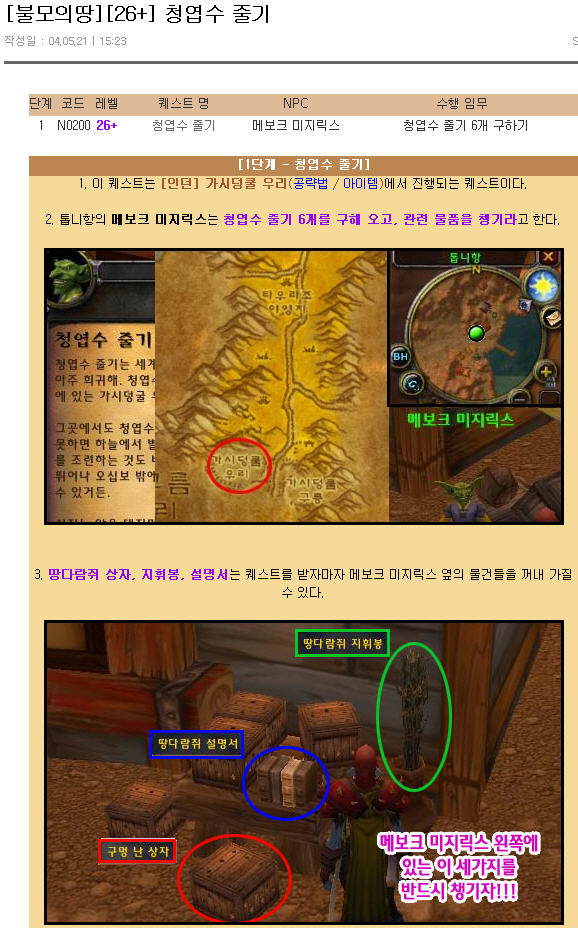 [불모의땅][26+] 청엽수 줄기
작성일 : 04.05.21 | 15:23
단계 코드 레벨 퀘스트 명 NPC 수행 임무
1 N0200 26+ 청엽수 줄기 메보크 미지릭스 청엽수 줄기 6개 구하기
[1단계 - 청엽수 줄기]
1. 이 퀘스트는 [인던] 가시덩쿨 우리(공략법 / 아이템)에서 진행되는 퀘스트이다.
2. 톱니항의 메보크 미지릭스는 청엽수 줄기 6개를 구해 오고, 관련 물품을 챙기라고 한다.
청엽수 줄기
청엽수 줄기는 세계
아주 희귀해. 청엽
에 있는 가시덩굴
그곳에서도 청엽
못하면 하늘에서 별
를 조련하는 것도
뛰어나 오십보 밖에
수 있거든.
타우라조
야영지
가시덩쿨
우리
가시덩쿨
구릉
름
리
톱니항
N
BH
메보크 미지릭스
3. 땅다람쥐 상자, 지휘봉, 설명서는 퀘스트를 받자마자 메보크 미지릭스 옆의 물건들을 꺼내 가질
수 있다.
땅다람쥐 지휘봉
땅다람쥐 설명서
구멍 난 상자
메보크 미지릭스 왼쪽에
있는 이 세가지를
반드시 챙기자!!!